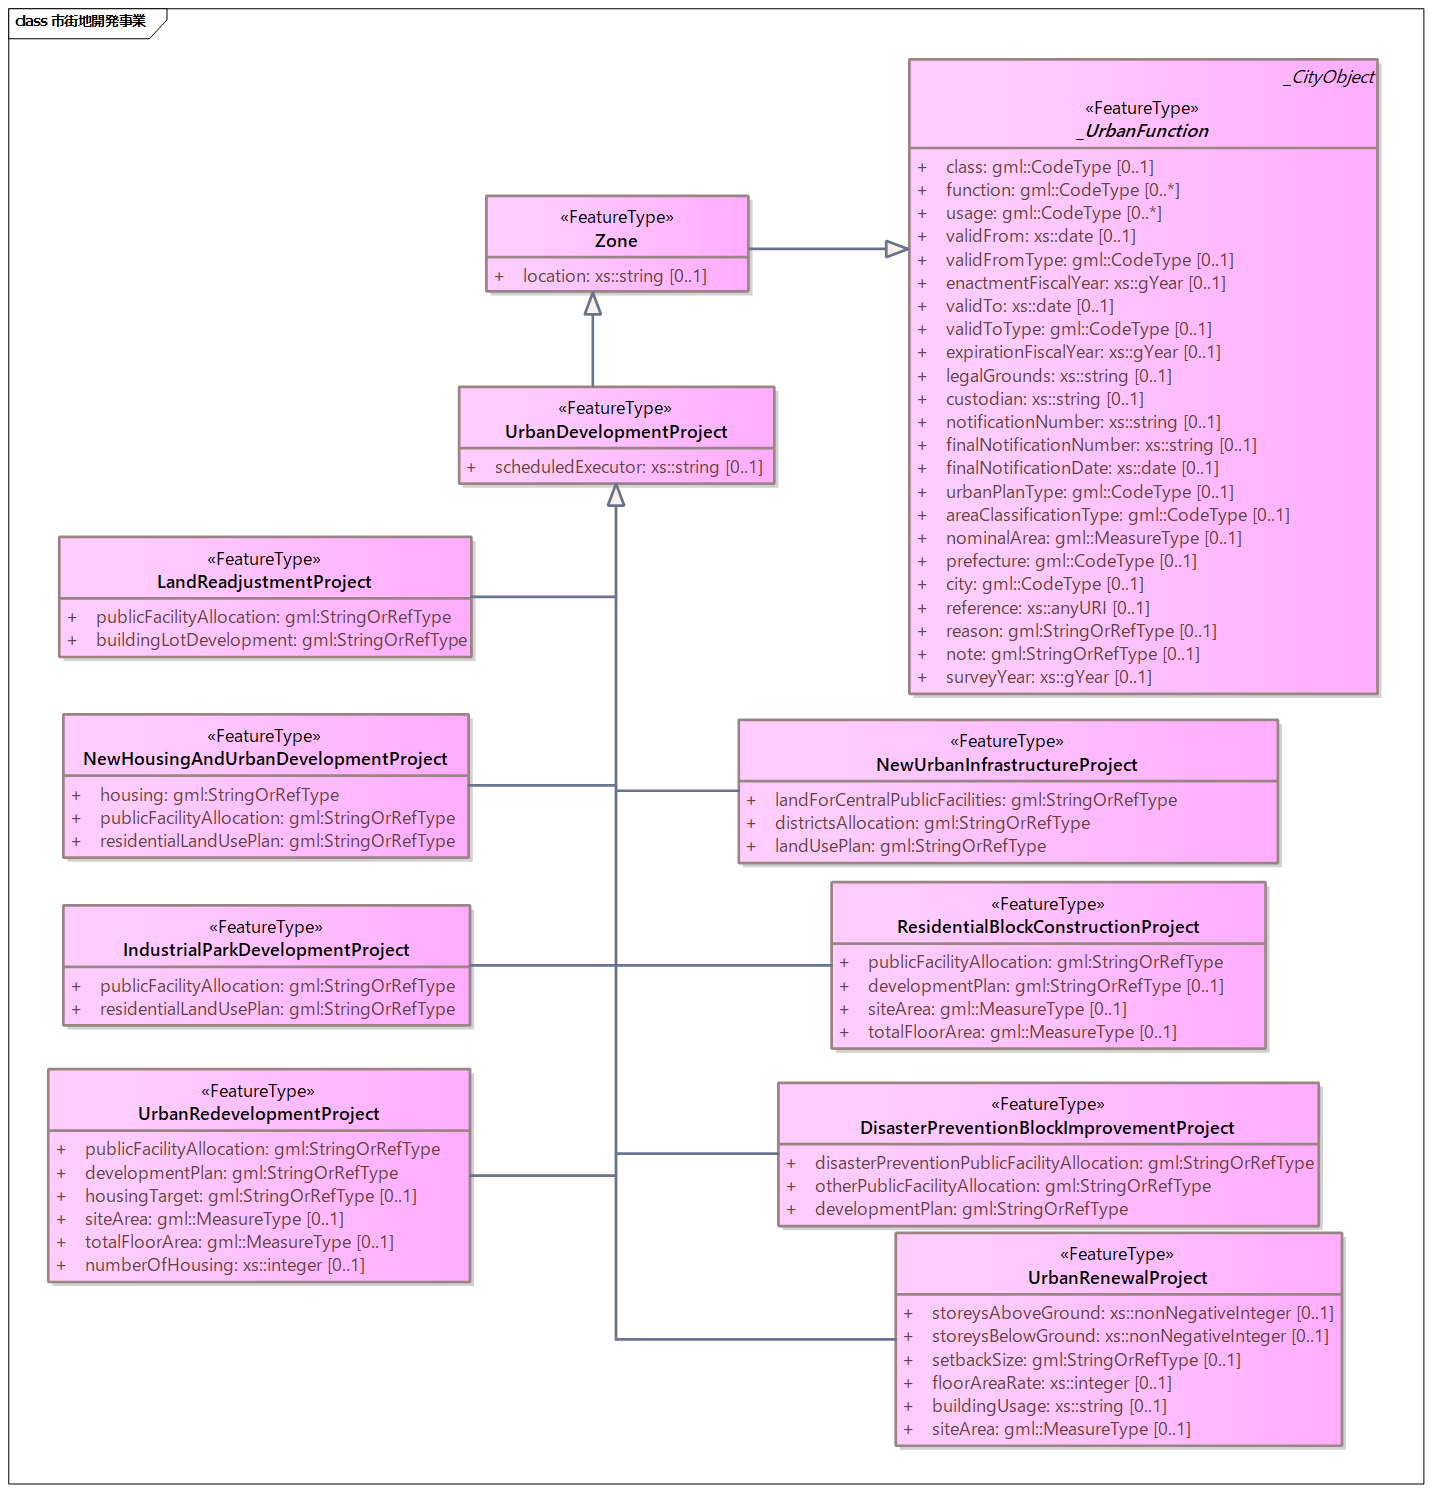 class 市街地開発事業
_CityObject
«FeatureType»
_UrbanFunction
+ class: gml::CodeType [0..1]
+ function: gml::CodeType [0..*]
+ usage: gml::CodeType [0..*]
+ validFrom: xs::date [0..1]
+ validFromType: gml::CodeType [0..1]
+ enactmentFiscalYear: xs::gYear [0..1]
+ validTo: xs::date [0..1]
+ validToType: gml::CodeType [0..1]
+ expirationFiscalYear: xs::gYear [0..1]
+ legalGrounds: xs::string [0..1]
+ custodian: xs::string [0..1]
+ notificationNumber: xs::string [0..1]
+ finalNotificationNumber: xs::string [0..1]
+ finalNotificationDate: xs::date [0..1]
+ urbanPlanType: gml::CodeType [0..1]
+ areaClassificationType: gml::CodeType [0..1]
+ nominalArea: gml::MeasureType [0..1]
+ prefecture: gml::CodeType [0..1]
+ city: gml::CodeType [0..1]
+ reference: xs::anyURI [0..1]
+ reason: gml:StringOrRefType [0..1]
+ note: gml:StringOrRefType [0..1]
+ surveyYear: xs::gYear [0..1]
«FeatureType»
Zone
+ location: xs::string [0..1]
«FeatureType»
UrbanDevelopmentProject
+ scheduledExecutor: xs::string [0..1]
«FeatureType»
LandReadjustmentProject
+ publicFacilityAllocation: gml:StringOrRefType
+ buildingLotDevelopment: gml:StringOrRefType
«FeatureType»
NewHousingAndUrbanDevelopmentProject
+ housing: gml:StringOrRefType
+ publicFacilityAllocation: gml:StringOrRefType
+ residentialLandUsePlan: gml:StringOrRefType
«FeatureType»
NewUrbanInfrastructureProject
+ landForCentralPublicFacilities: gml:StringOrRefType
+ districtsAllocation: gml:StringOrRefType
+ landUsePlan: gml:StringOrRefType
«FeatureType»
IndustrialParkDevelopmentProject
+ publicFacilityAllocation: gml:StringOrRefType
+ residentialLandUsePlan: gml:StringOrRefType
«FeatureType»
ResidentialBlockConstructionProject
+ publicFacilityAllocation: gml:StringOrRefType
+ developmentPlan: gml:StringOrRefType [0..1]
+ siteArea: gml::MeasureType [0..1]
+ totalFloorArea: gml::MeasureType [0..1]
«FeatureType»
UrbanRedevelopmentProject
+ publicFacilityAllocation: gml:StringOrRefType
+ developmentPlan: gml:StringOrRefType
+ housingTarget: gml:StringOrRefType [0..1]
+ siteArea: gml::MeasureType [0..1]
+ totalFloorArea: gml::MeasureType [0..1]
+ numberOfHousing: xs::integer [0..1]
«FeatureType»
DisasterPreventionBlockImprovementProject
+ disasterPreventionPublicFacilityAllocation: gml:StringOrRefType
+ otherPublicFacilityAllocation: gml:StringOrRefType
+ developmentPlan: gml:StringOrRefType
«FeatureType»
UrbanRenewalProject
+ storeysAboveGround: xs::nonNegativeInteger [0..1]
+ storeysBelowGround: xs::nonNegativeInteger [0..1]
+ setbackSize: gml:StringOrRefType [0..1]
+ floorAreaRate: xs::integer [0..1]
+ buildingUsage: xs::string [0..1]
+ siteArea: gml::MeasureType [0..1]